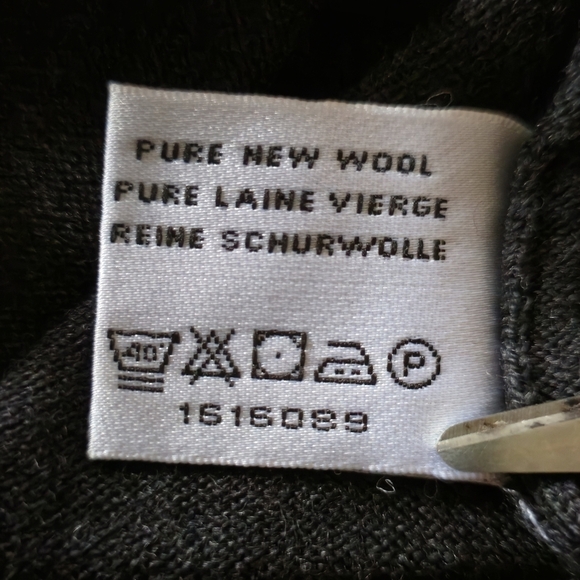 PURE NEW WOOL
PURE LAINE VIERGE
REINE SCHURWOLLE
40 P
1616089